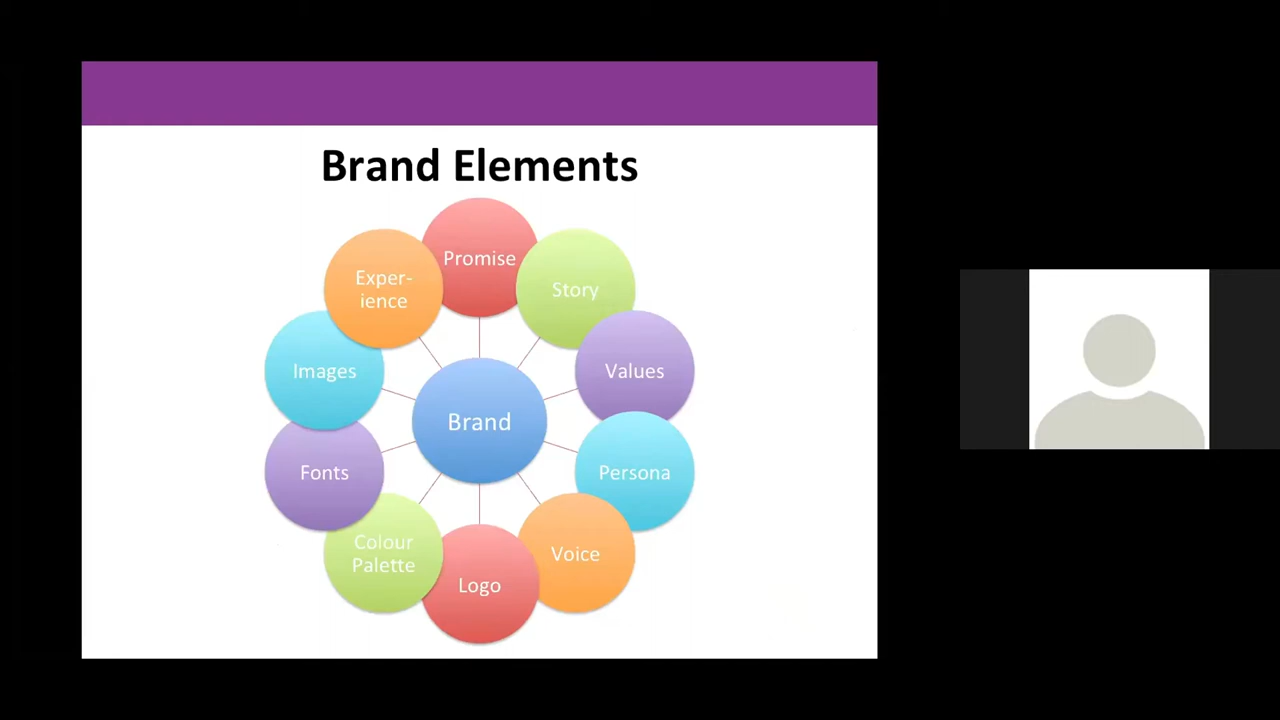 Brand Elements
Promise
Story
Values
Persona
Voice
Logo
Colour
Palette
Fonts
Images
Exper-
ience
Brand